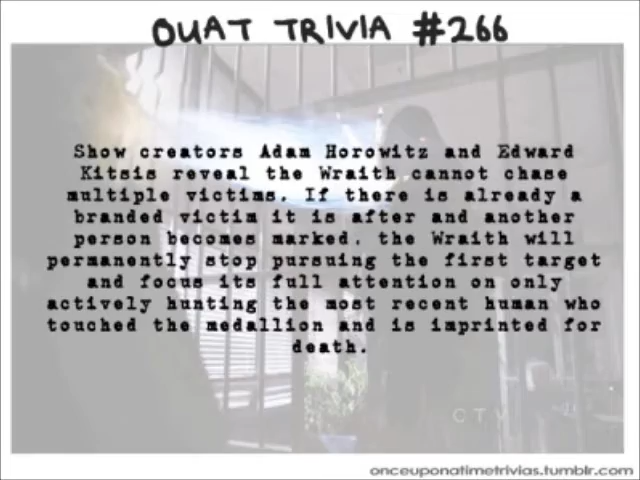 OUAT TRIVIA #266
Show creators Adam Horowitz and Edward
Kitsis reveal the Wraith cannot chase
multiple victims. If there is already a
branded victim it is after and another
person becomes marked, the Wraith will
permanently stop pursuing the first target
and focus its full attention on only
actively hunting the most recent human who
touched the medallion and is imprinted for
death.
CTV
onceuponatimetrivias.tumblr.com